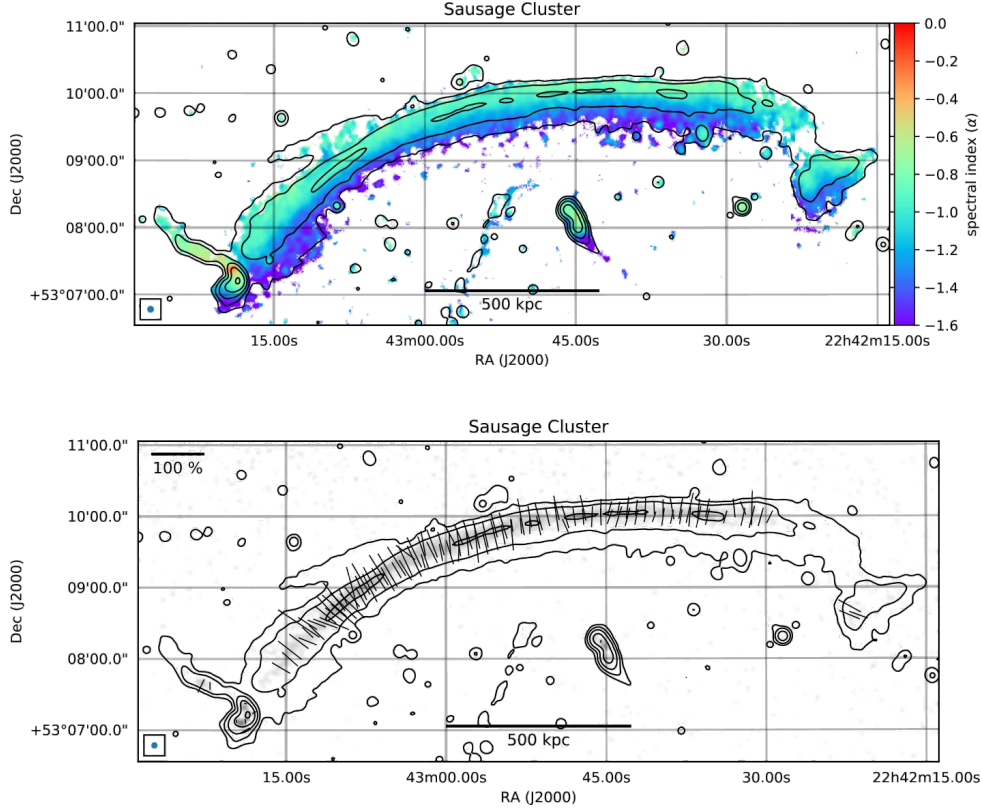 Sausage Cluster
11'00.0"
10'00.0"
09'00.0"
08'00.0"
+53°07'00.0"
Dec (J2000)
500 kpc
15.00s 43m00.00s 45.00s 30.00s 22h42m15.00s
RA (J2000)
0.0
−0.2
−0.4
−0.6
−0.8
−1.0
−1.2
−1.4
−1.6
spectral index (α)
Sausage Cluster
100 %
11'00.0"
10'00.0"
09'00.0"
08'00.0"
+53°07'00.0"
Dec (J2000)
500 kpc
15.00s 43m00.00s 45.00s 30.00s 22h42m15.00s
RA (J2000)